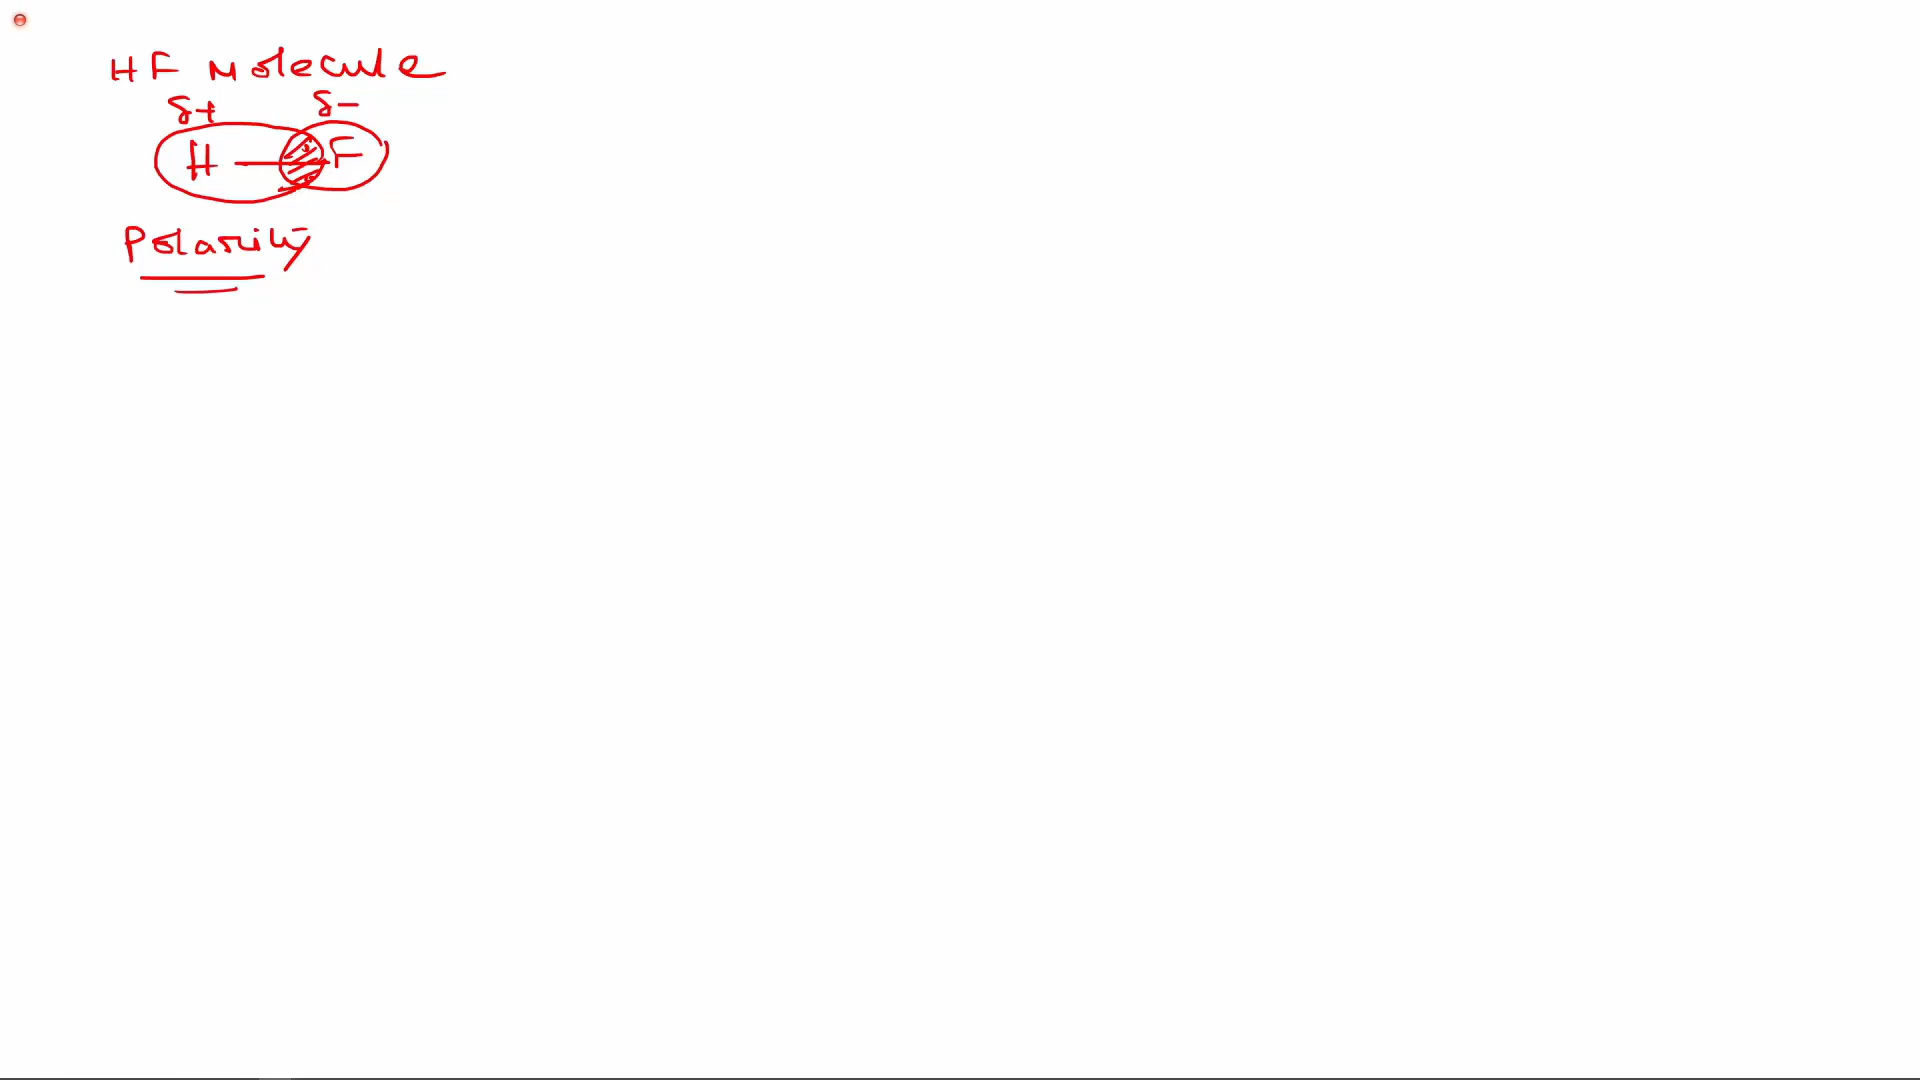 HF Molecule
δ+ δ-
H — F
Polarity